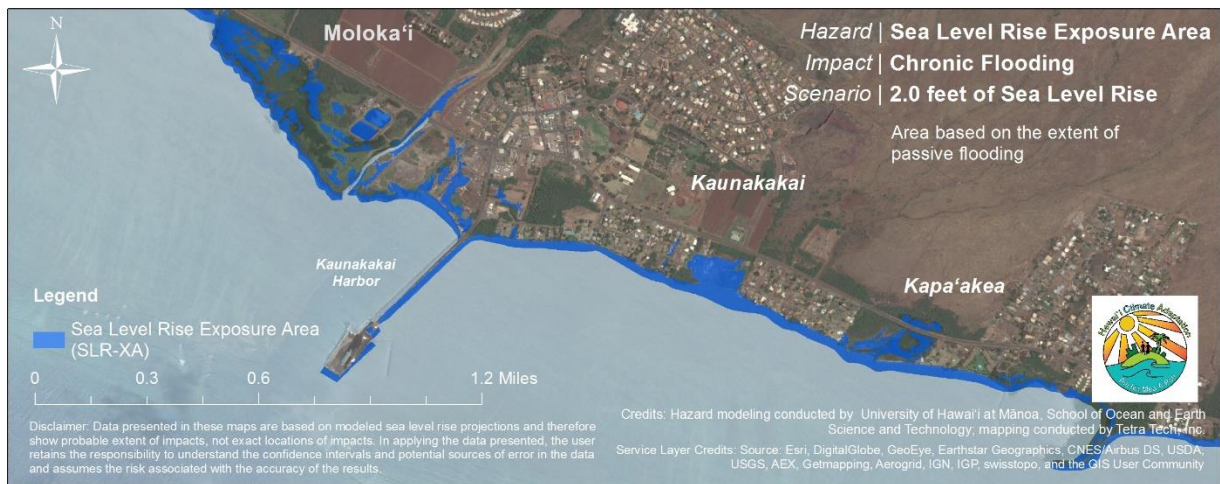 N
Moloka‘i
Hazard | Sea Level Rise Exposure Area
Impact | Chronic Flooding
Scenario | 2.0 feet of Sea Level Rise
Area based on the extent of
passive flooding
Kaunakakai
Kaunakakai
Harbor
Kapa‘akea
Legend
Sea Level Rise Exposure Area
(SLR-XA)
0 0.3 0.6 1.2 Miles
Disclaimer: Data presented in these maps are based on modeled sea level rise projections and therefore
show probable extent of impacts, not exact locations of impacts. In applying the data presented, the user
retains the responsibility to understand the confidence intervals and potential sources of error in the data
and assumes the risk associated with the accuracy of the results.
Hawai‘i Climate Adaptation
Credits: Hazard modeling conducted by University of Hawai‘i at Mānoa, School of Ocean and Earth
Science and Technology; mapping conducted by Tetra Tech, Inc.
Service Layer Credits: Source: Esri, DigitalGlobe, GeoEye, Earthstar Geographics, CNES/Airbus DS, USDA,
USGS, AEX, Getmapping, Aerogrid, IGN, IGP, swisstopo, and the GIS User Community